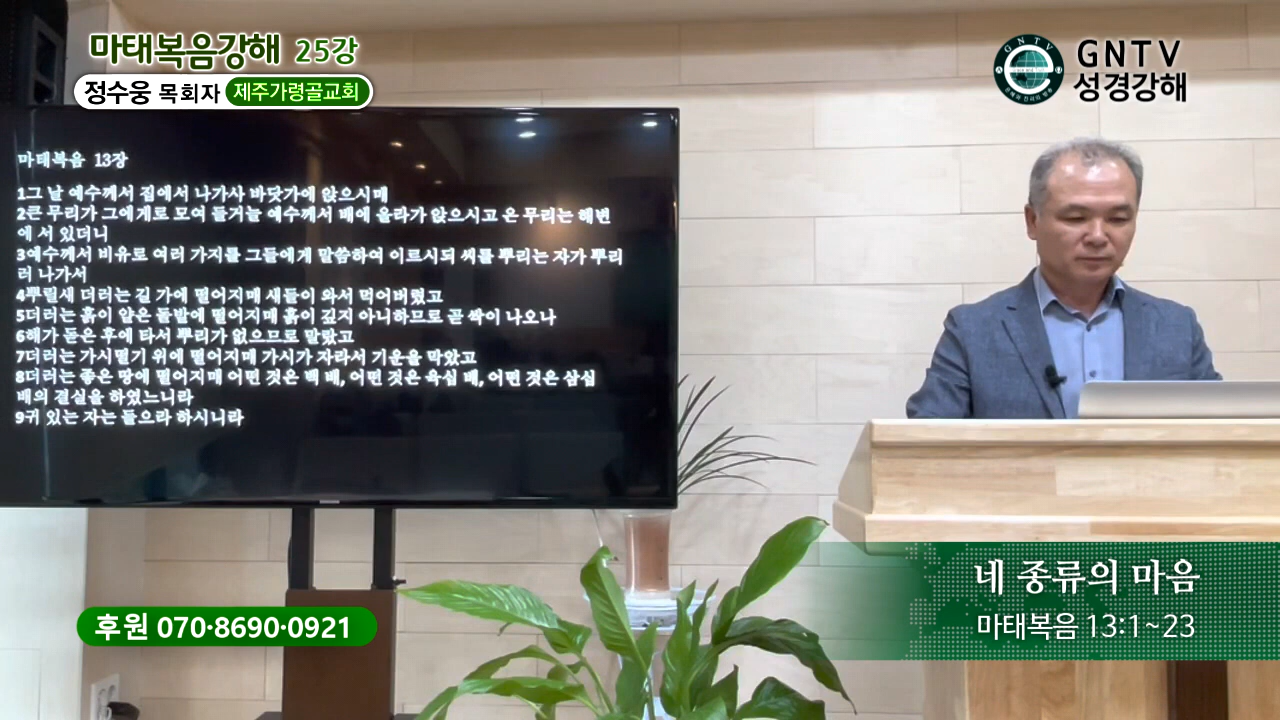 마태복음강해 25강
정수웅 목회자 제주가령골교회
GNTV
성경강해
GNTV
마태복음 13장
1그 날 예수께서 집에서 나가사 바닷가에 앉으시매
2큰 무리가 그에게로 모여 들거늘 예수께서 배에 올라가 앉으시고 온 무리는 해변
에 서 있더니
3예수께서 비유로 여러 가지를 그들에게 말씀하여 이르시되 씨를 뿌리는 자가 뿌리
러 나가서
4뿌릴새 더러는 길 가에 떨어지매 새들이 와서 먹어버렸고
5더러는 흙이 얕은 돌밭에 떨어지매 흙이 깊지 아니하므로 곧 싹이 나오나
6해가 돋은 후에 타서 뿌리가 없으므로 말랐고
7더러는 가시떨기 위에 떨어지매 가시가 자라서 기운을 막았고
8더러는 좋은 땅에 떨어지매 어떤 것은 백 배, 어떤 것은 육십 배, 어떤 것은 삼십
배의 결실을 하였느니라
9귀 있는 자는 들으라 하시니라
네 종류의 마음
마태복음 13:1~23
후원 070·8690·0921